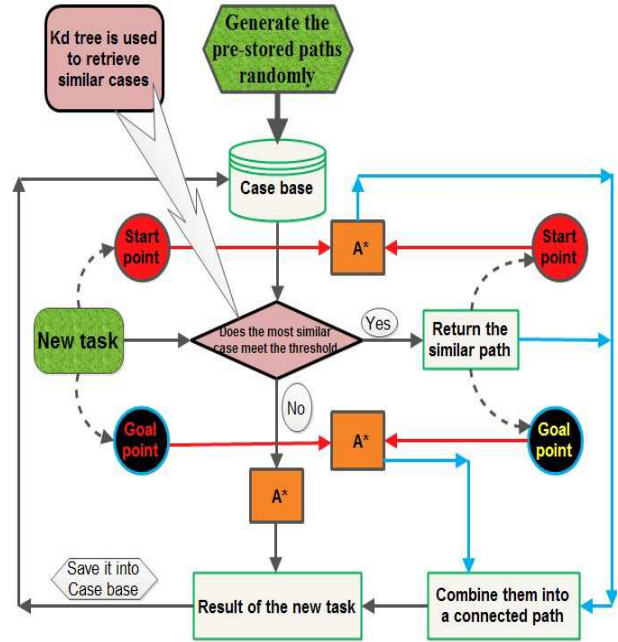 Kd tree is used
to retrieve
similar cases
Generate the
pre-stored paths
randomly
Case base
Start
point
A*
Start
point
New task
Does the most similar
case meet the threshold
Yes
Return the
similar path
No
Goal
point
A*
Goal
point
A*
Save it into
Case base
Result of the new task
Combine them into
a connected path